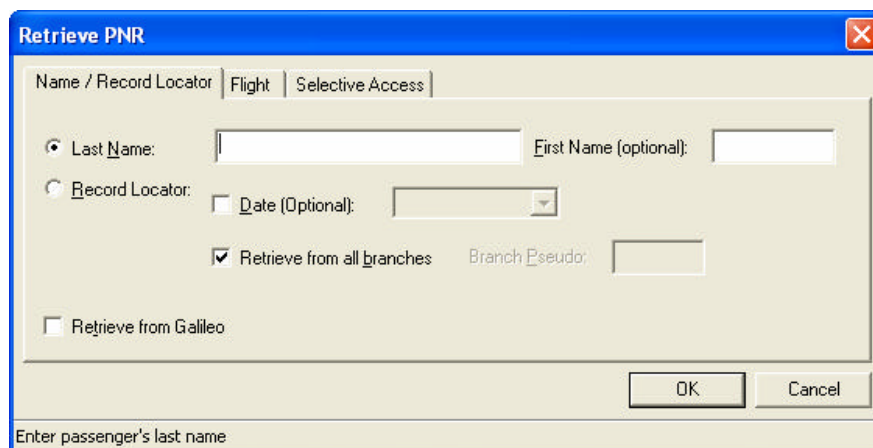 Retrieve PNR
Name / Record Locator Flight Selective Access
Last Name: First Name (optional):
Record Locator:
Date (Optional):
Retrieve from all branches Branch Pseudo:
Retrieve from Galileo
OK Cancel
Enter passenger's last name